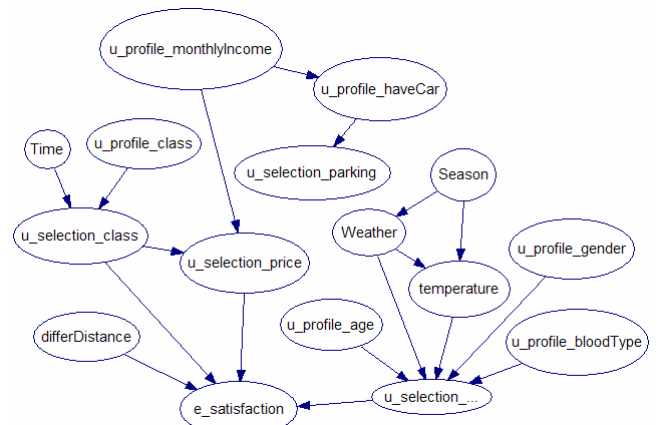 u_profile_monthlyIncome
u_profile_haveCar
Time
u_profile_class
u_selection_parking
Season
u_selection_class
Weather
u_profile_gender
u_selection_price
temperature
differDistance
u_profile_age
u_profile_bloodType
e_satisfaction
u_selection_...